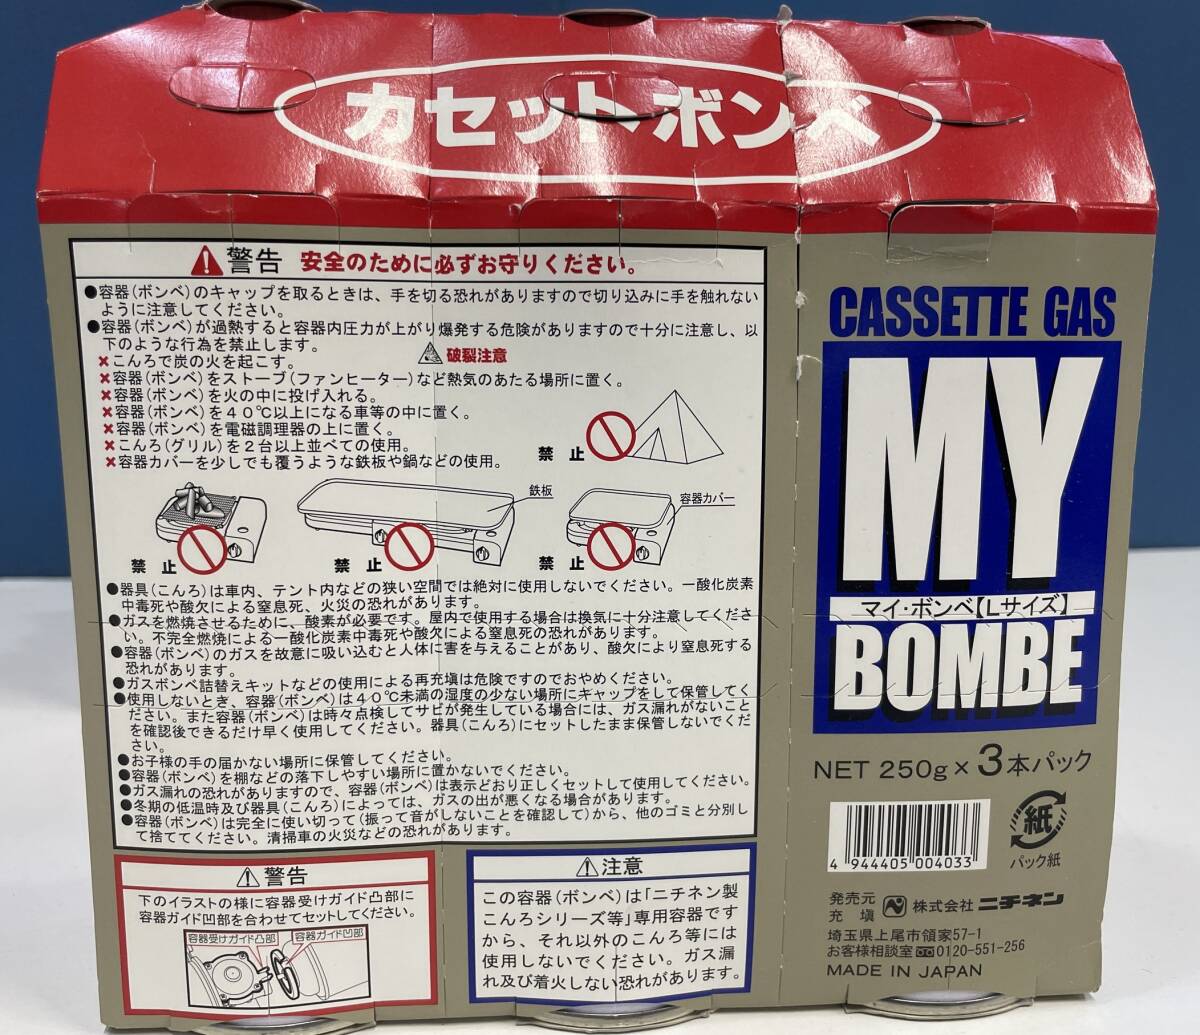 カセットボンベ
警告 安全のために必ずお守りください。
●容器(ボンベ)のキャップを取るときは、手を切る恐れがありますので切り込みに手を触れない
ように注意してください。
●容器(ボンベ)が過熱すると容器内圧力が上がり爆発する危険がありますので十分に注意し、以
下のような行為を禁止します。
破裂注意
×こんろで炭の火を起こす。
×容器(ボンベ)をストーブ(ファンヒーター)など熱気のあたる場所に置く。
×容器(ボンベ)を火の中に投げ入れる。
×容器(ボンベ)を40℃以上になる車等の中に置く。
×容器(ボンベ)を電磁調理器の上に置く。
×こんろ(グリル)を2台以上並べての使用。
×容器カバーを少しでも覆うような鉄板や鍋などの使用。
禁止
鉄板
容器カバー
禁止
禁止
禁止
●器具(こんろ)は車内、テント内などの狭い空間では絶対に使用しないでください。一酸化炭素
中毒死や酸欠による窒息死、火災の恐れがあります。
●ガスを燃焼させるために、酸素が必要です。屋内で使用する場合は換気に十分注意してくださ
い。不完全燃焼による一酸化炭素中毒死や酸欠による窒息死の恐れがあります。
●容器(ボンベ)のガスを故意に吸い込むと人体に害を与えることがあり、酸欠により窒息死する
恐れがあります。
●ガスボンベ詰替えキットなどの使用による再充塡は危険ですのでおやめください。
●使用しないとき、容器(ボンベ)は40℃未満の湿度の少ない場所にキャップをして保管してく
ださい。また容器(ボンベ)は時々点検してサビが発生している場合には、ガス漏れがないこと
を確認後できるだけ早く使用してください。器具(こんろ)にセットしたまま保管しないでくだ
さい。
●お子様の手の届かない場所に保管してください。
●容器(ボンベ)を棚などの落下しやすい場所に置かないでください。
●ガス漏れの恐れがありますので、容器(ボンベ)は表示どおり正しくセットして使用してください。
●冬期の低温時及び器具(こんろ)によっては、ガスの出が悪くなる場合があります。
●容器(ボンベ)は完全に使い切って(振って音がしないことを確認して)から、他のゴミと分別し
て捨ててください。清掃車の火災などの恐れがあります。
警告
下のイラストの様に容器受けガイド凸部に
容器ガイド凹部を合わせてセットしてください。
容器受けガイド凸部
容器ガイド凹部
注意
この容器(ボンベ)は「ニチネン製
こんろシリーズ等」専用容器です
から、それ以外のこんろ等には
使用しないでください。ガス漏
れ及び着火しない恐れがあります。
CASSETTE GAS
MY
マイ・ボンベ【Lサイズ】
BOMBE
NET 250g×3本パック
4 944405 004033
紙
パック紙
発売元
充塡
株式会社ニチネン
埼玉県上尾市領家57-1
お客様相談室 0120-551-256
MADE IN JAPAN